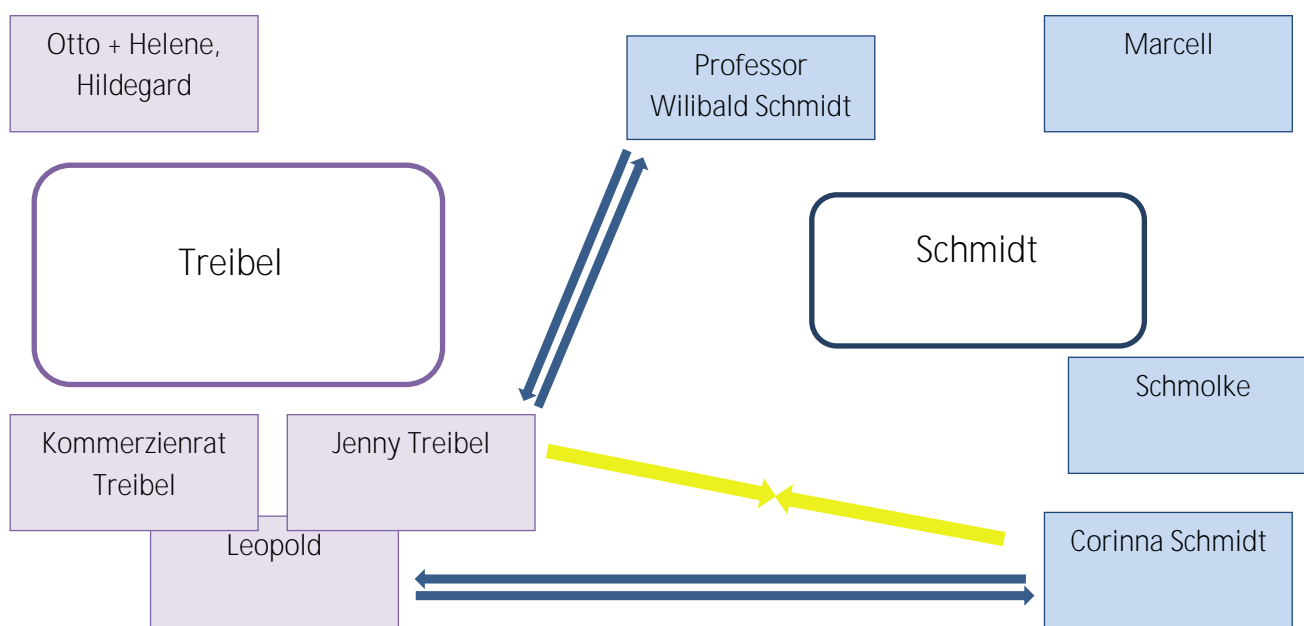 Otto + Helene,
Hildegard
Professor
Wilibald Schmidt
Marcell
Treibel
Schmidt
Schmolke
Kommerzienrat
Treibel
Jenny Treibel
Leopold
Corinna Schmidt